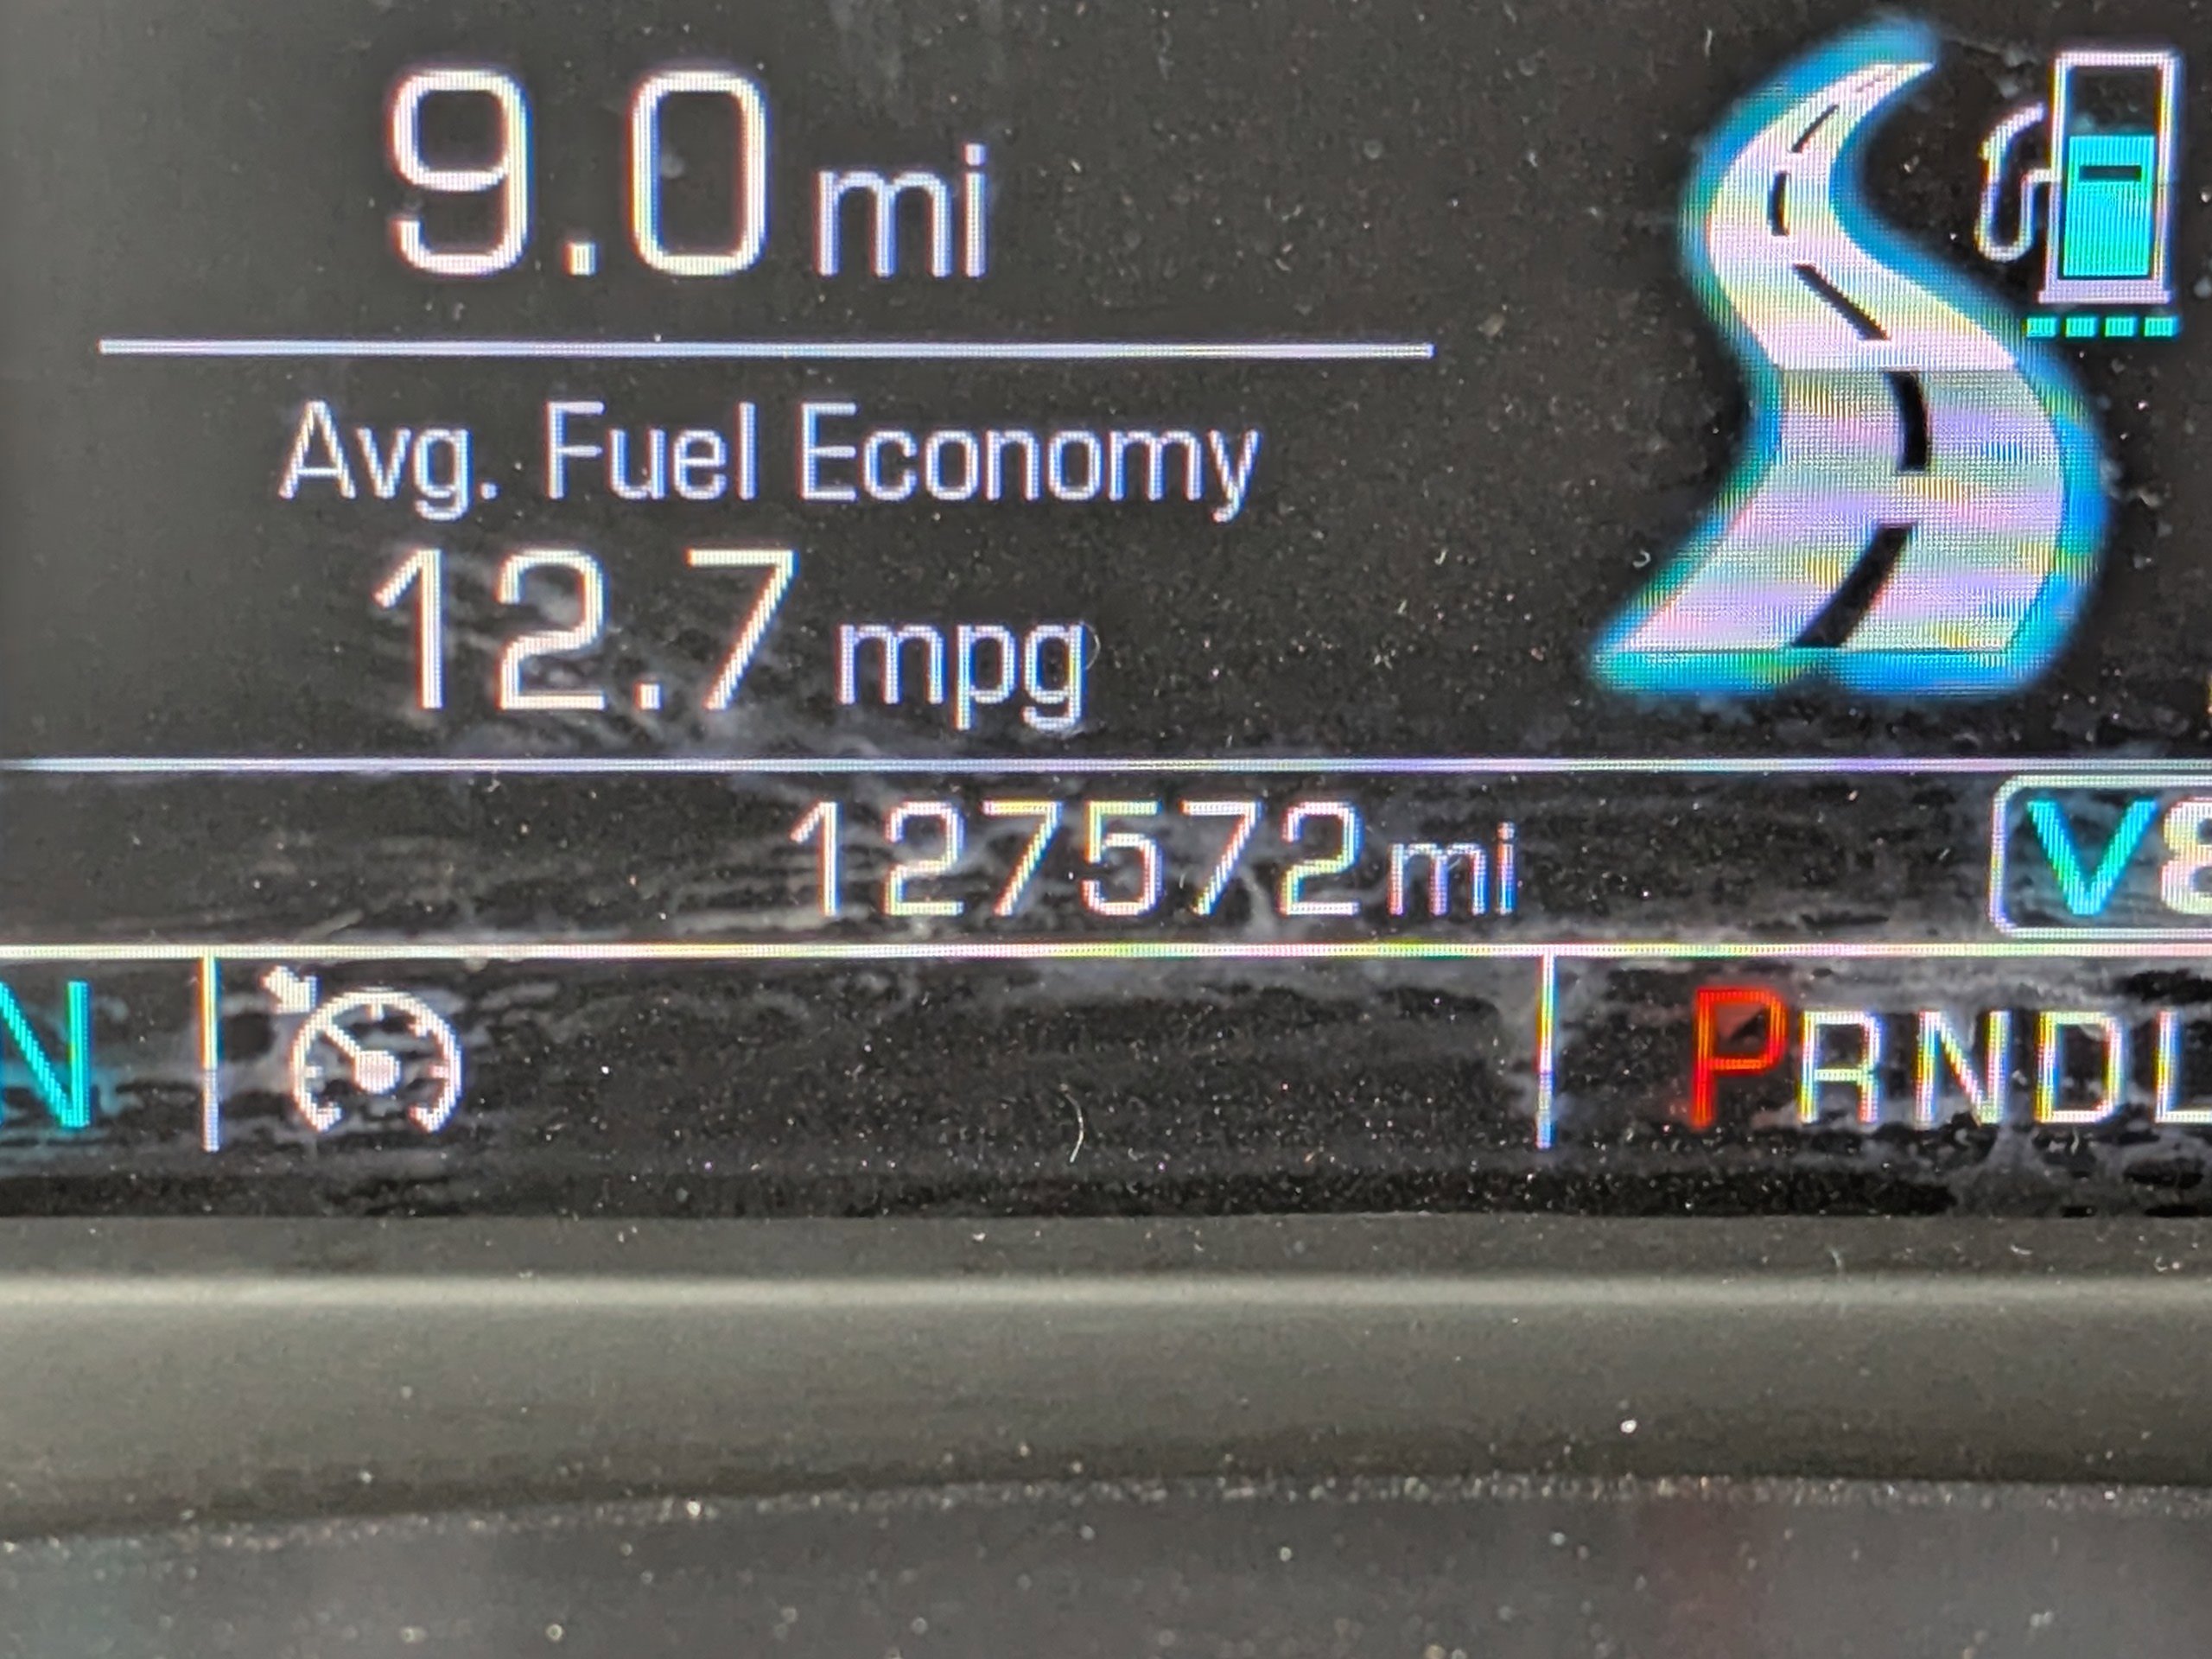 9.0 mi
Avg. Fuel Economy
12.7 mpg
127572 mi
V8
N
PRNDL